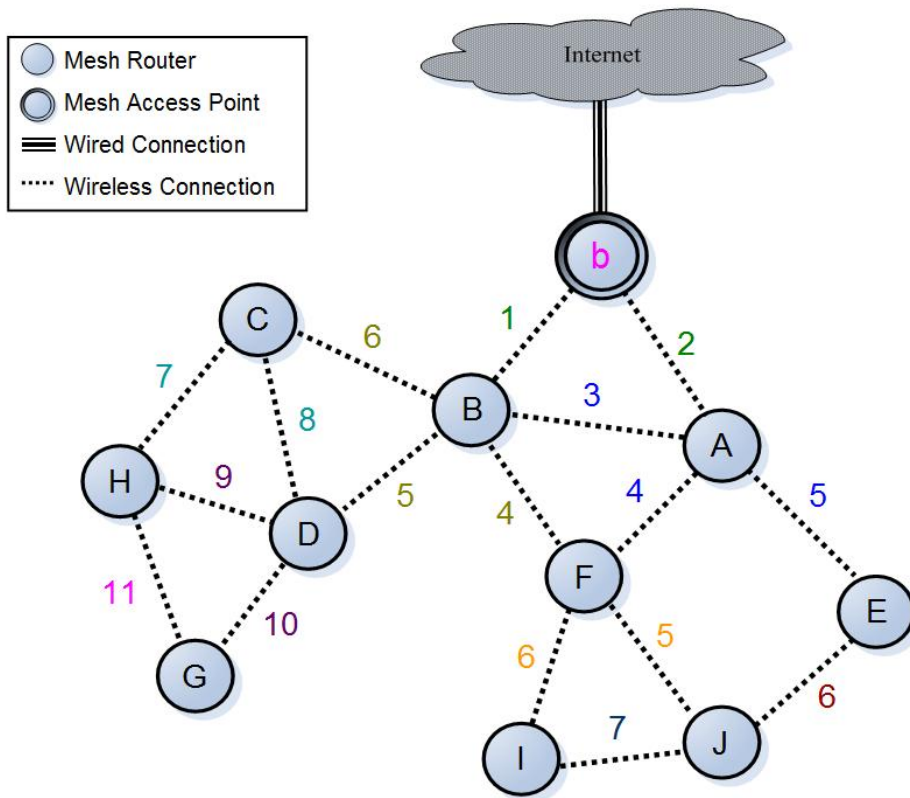 Internet
Mesh Router
Mesh Access Point
Wired Connection
Wireless Connection
b
1
2
C
6
7
8
B
3
A
H
9
5
4
4
5
D
F
11
10
E
G
6
5
6
7
I
J